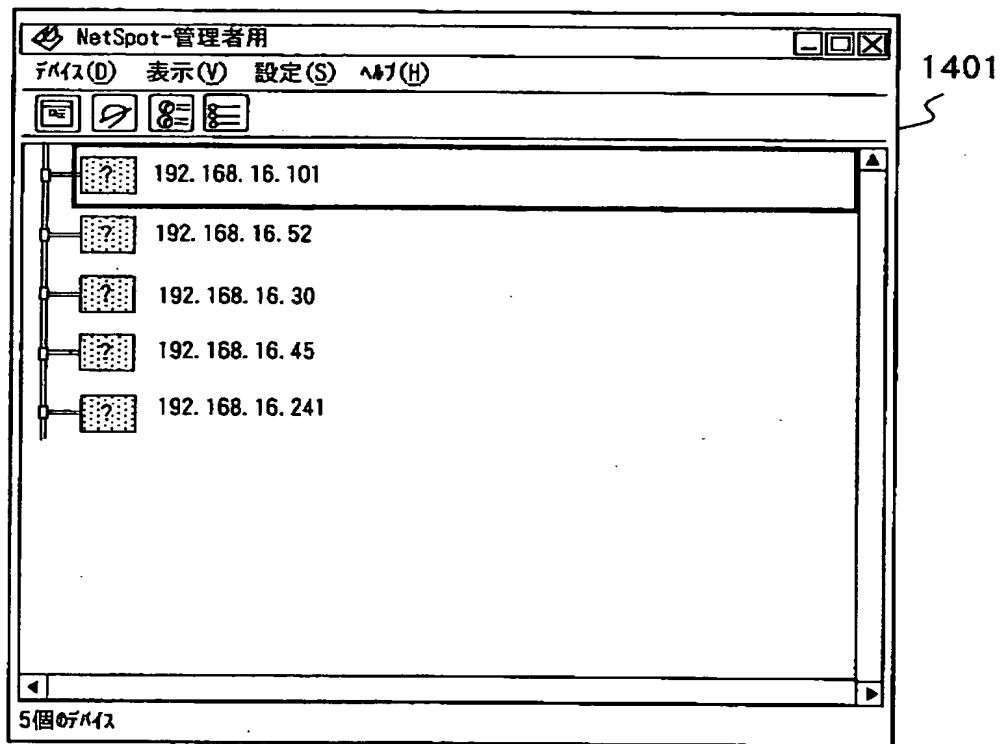 NetSpot-管理者用
ﾃﾞﾊﾞｲｽ(D) 表示(V) 設定(S) ﾍﾙﾌﾟ(H)
1401
? 192. 168. 16. 101
? 192. 168. 16. 52
? 192. 168. 16. 30
? 192. 168. 16. 45
? 192. 168. 16. 241
5個のﾃﾞﾊﾞｲｽ